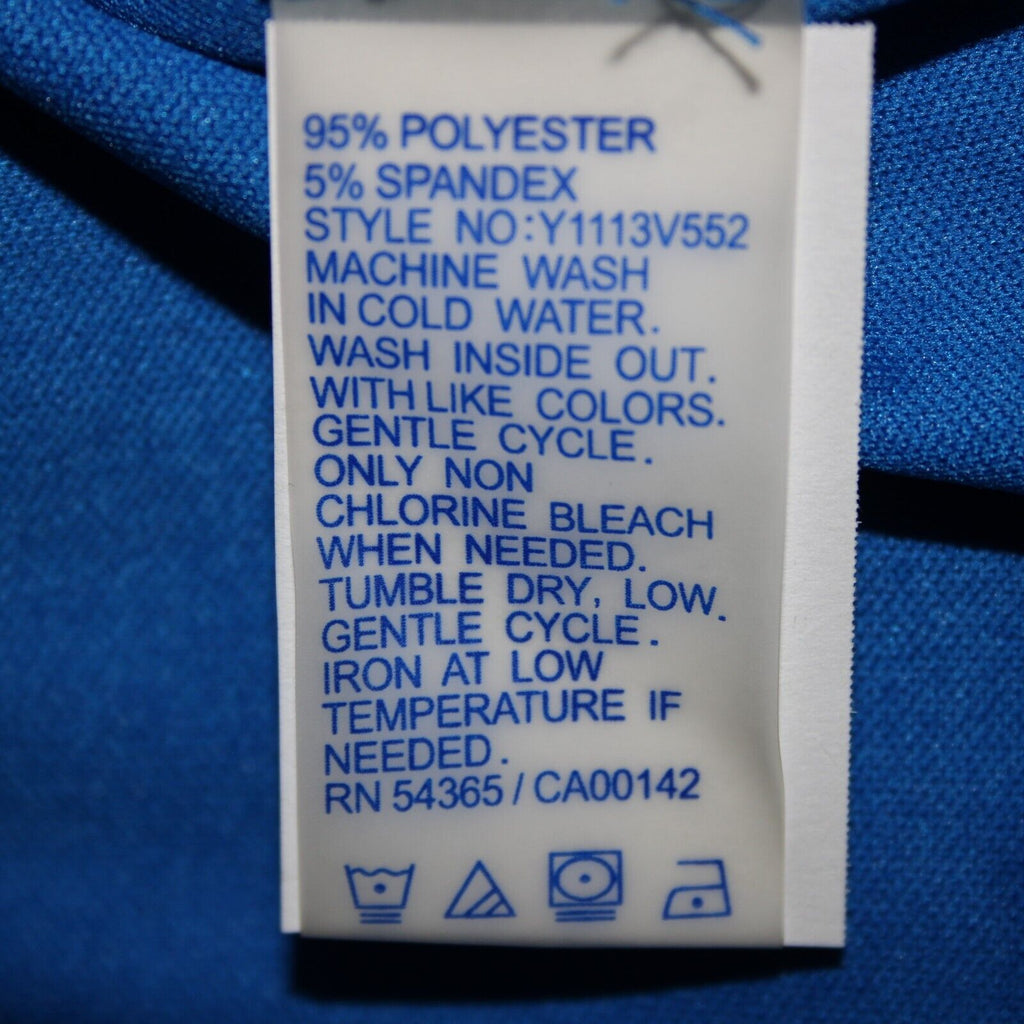 95% POLYESTER
5% SPANDEX
STYLE NO:Y1113V552
MACHINE WASH
IN COLD WATER.
WASH INSIDE OUT.
WITH LIKE COLORS.
GENTLE CYCLE.
ONLY NON
CHLORINE BLEACH
WHEN NEEDED.
TUMBLE DRY, LOW.
GENTLE CYCLE.
IRON AT LOW
TEMPERATURE IF
NEEDED.
RN 54365 / CA00142